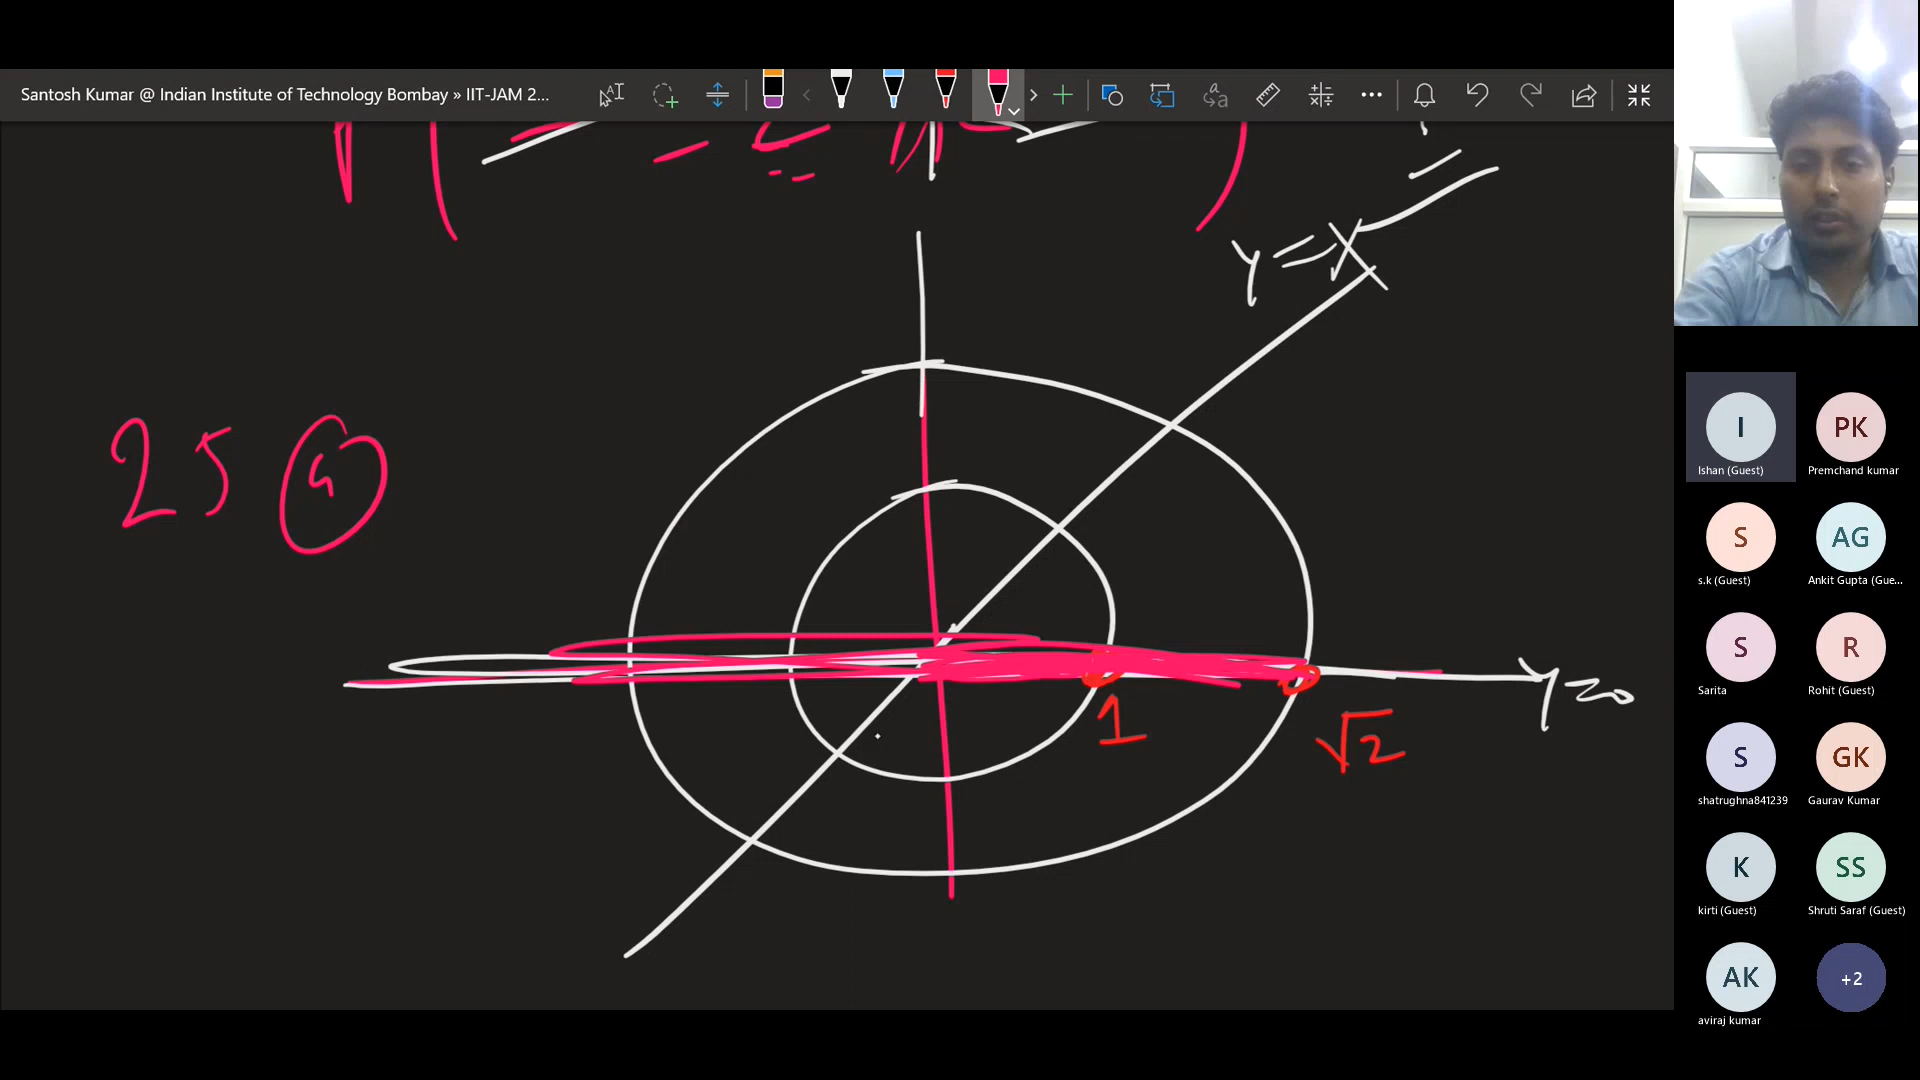 Santosh Kumar @ Indian Institute of Technology Bombay » IIT-JAM 2...
y = x
25 4
y=0
1
√2
I
Ishan (Guest)
PK
Premchand kumar
S
s.k (Guest)
AG
Ankit Gupta (Gue...
S
Sarita
R
Rohit (Guest)
S
shatrughna841239
GK
Gaurav Kumar
K
kirti (Guest)
SS
Shruti Saraf (Guest)
AK
aviraj kumar
+2